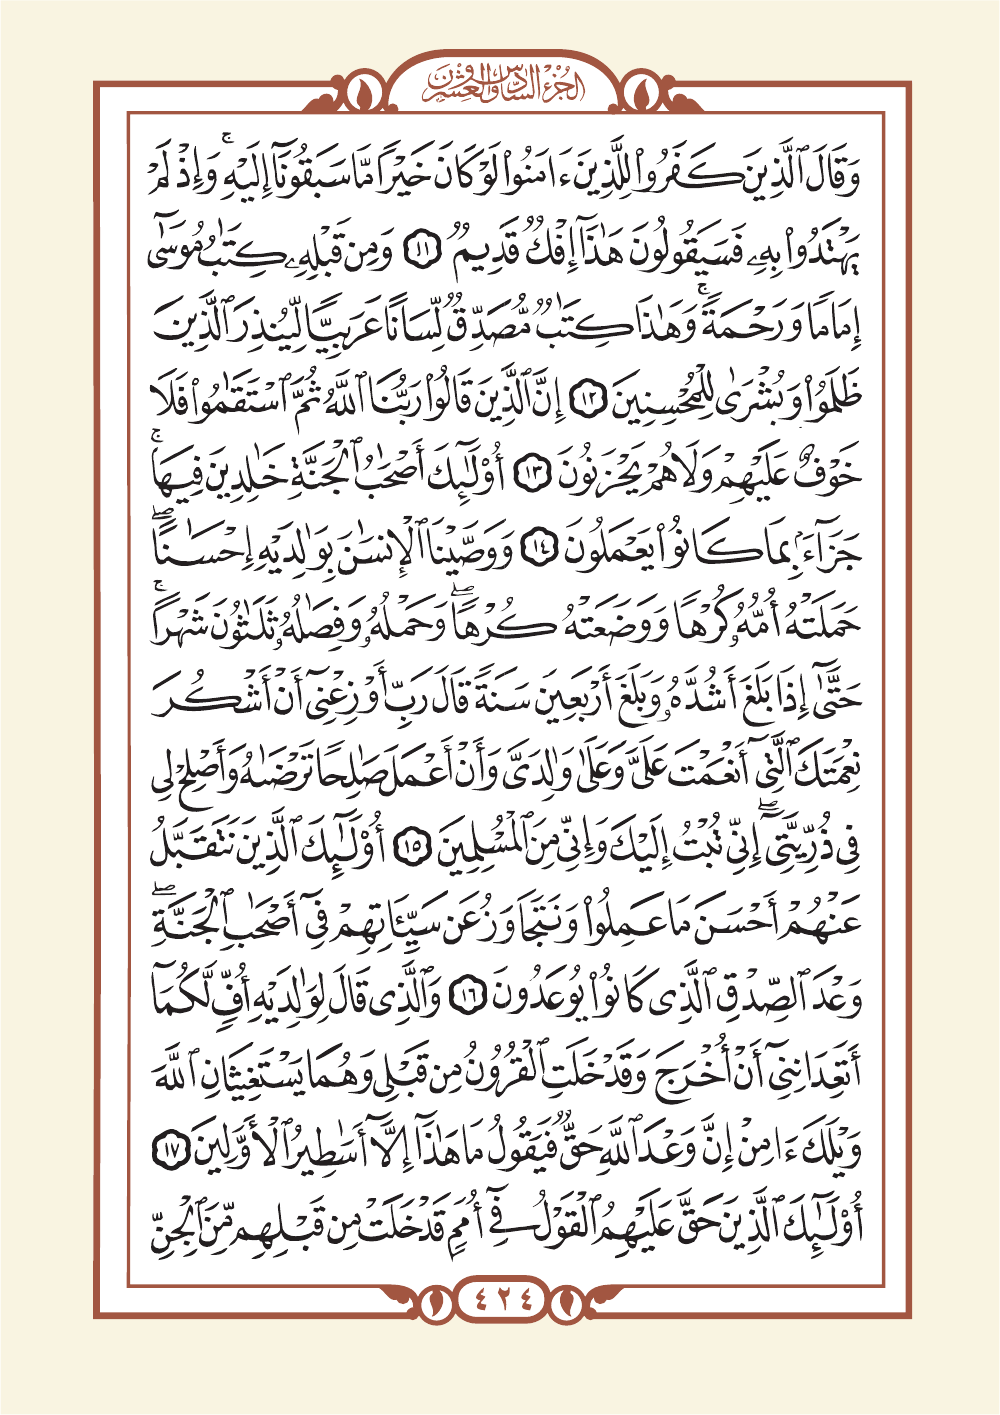 الجزء السادس والعشرون
وَقَالَ ٱلَّذِينَ كَفَرُوا۟ لِلَّذِينَ ءَامَنُوا۟ لَوْ كَانَ خَيْرًا مَّا سَبَقُونَآ إِلَيْهِ ۚ وَإِذْ لَمْ
يَهْتَدُوا۟ بِهِۦ فَسَيَقُولُونَ هَٰذَآ إِفْكٌ قَدِيمٌ ١١ وَمِن قَبْلِهِۦ كِتَٰبُ مُوسَىٰٓ
إِمَامًا وَرَحْمَةً ۚ وَهَٰذَا كِتَٰبٌ مُّصَدِّقٌ لِّسَانًا عَرَبِيًّا لِّيُنذِرَ ٱلَّذِينَ
ظَلَمُوا۟ وَبُشْرَىٰ لِلْمُحْسِنِينَ ١٢ إِنَّ ٱلَّذِينَ قَالُوا۟ رَبُّنَا ٱللَّهُ ثُمَّ ٱسْتَقَٰمُوا۟ فَلَا
خَوْفٌ عَلَيْهِمْ وَلَا هُمْ يَحْزَنُونَ ١٣ أُو۟لَٰٓئِكَ أَصْحَٰبُ ٱلْجَنَّةِ خَٰلِدِينَ فِيهَا ۚ
جَزَآءًۢ بِمَا كَانُوا۟ يَعْمَلُونَ ١٤ وَوَصَّيْنَا ٱلْإِنسَٰنَ بِوَٰلِدَيْهِ إِحْسَٰنًا ۖ
حَمَلَتْهُ أُمُّهُۥ كُرْهًا وَوَضَعَتْهُ كُرْهًا ۖ وَحَمْلُهُۥ وَفِصَٰلُهُۥ ثَلَٰثُونَ شَهْرًا ۚ
حَتَّىٰٓ إِذَا بَلَغَ أَشُدَّهُۥ وَبَلَغَ أَرْبَعِينَ سَنَةً قَالَ رَبِّ أَوْزِعْنِىٓ أَنْ أَشْكُرَ
نِعْمَتَكَ ٱلَّتِىٓ أَنْعَمْتَ عَلَىَّ وَعَلَىٰ وَٰلِدَىَّ وَأَنْ أَعْمَلَ صَٰلِحًا تَرْضَىٰهُ وَأَصْلِحْ لِى
فِى ذُرِّيَّتِىٓ ۖ إِنِّى تُبْتُ إِلَيْكَ وَإِنِّى مِنَ ٱلْمُسْلِمِينَ ١٥ أُو۟لَٰٓئِكَ ٱلَّذِينَ نَتَقَبَّلُ
عَنْهُمْ أَحْسَنَ مَا عَمِلُوا۟ وَنَتَجَاوَزُ عَن سَيِّـَٔاتِهِمْ فِىٓ أَصْحَٰبِ ٱلْجَنَّةِ ۖ
وَعْدَ ٱلصِّدْقِ ٱلَّذِى كَانُوا۟ يُوعَدُونَ ١٦ وَٱلَّذِى قَالَ لِوَٰلِدَيْهِ أُفٍّ لَّكُمَآ
أَتَعِدَانِنِىٓ أَنْ أُخْرَجَ وَقَدْ خَلَتِ ٱلْقُرُونُ مِن قَبْلِى وَهُمَا يَسْتَغِيثَانِ ٱللَّهَ
وَيْلَكَ ءَامِنْ إِنَّ وَعْدَ ٱللَّهِ حَقٌّ فَيَقُولُ مَا هَٰذَآ إِلَّآ أَسَٰطِيرُ ٱلْأَوَّلِينَ ١٧
أُو۟لَٰٓئِكَ ٱلَّذِينَ حَقَّ عَلَيْهِمُ ٱلْقَوْلُ فِىٓ أُمَمٍ قَدْ خَلَتْ مِن قَبْلِهِم مِّنَ ٱلْجِنِّ
٤٢٤